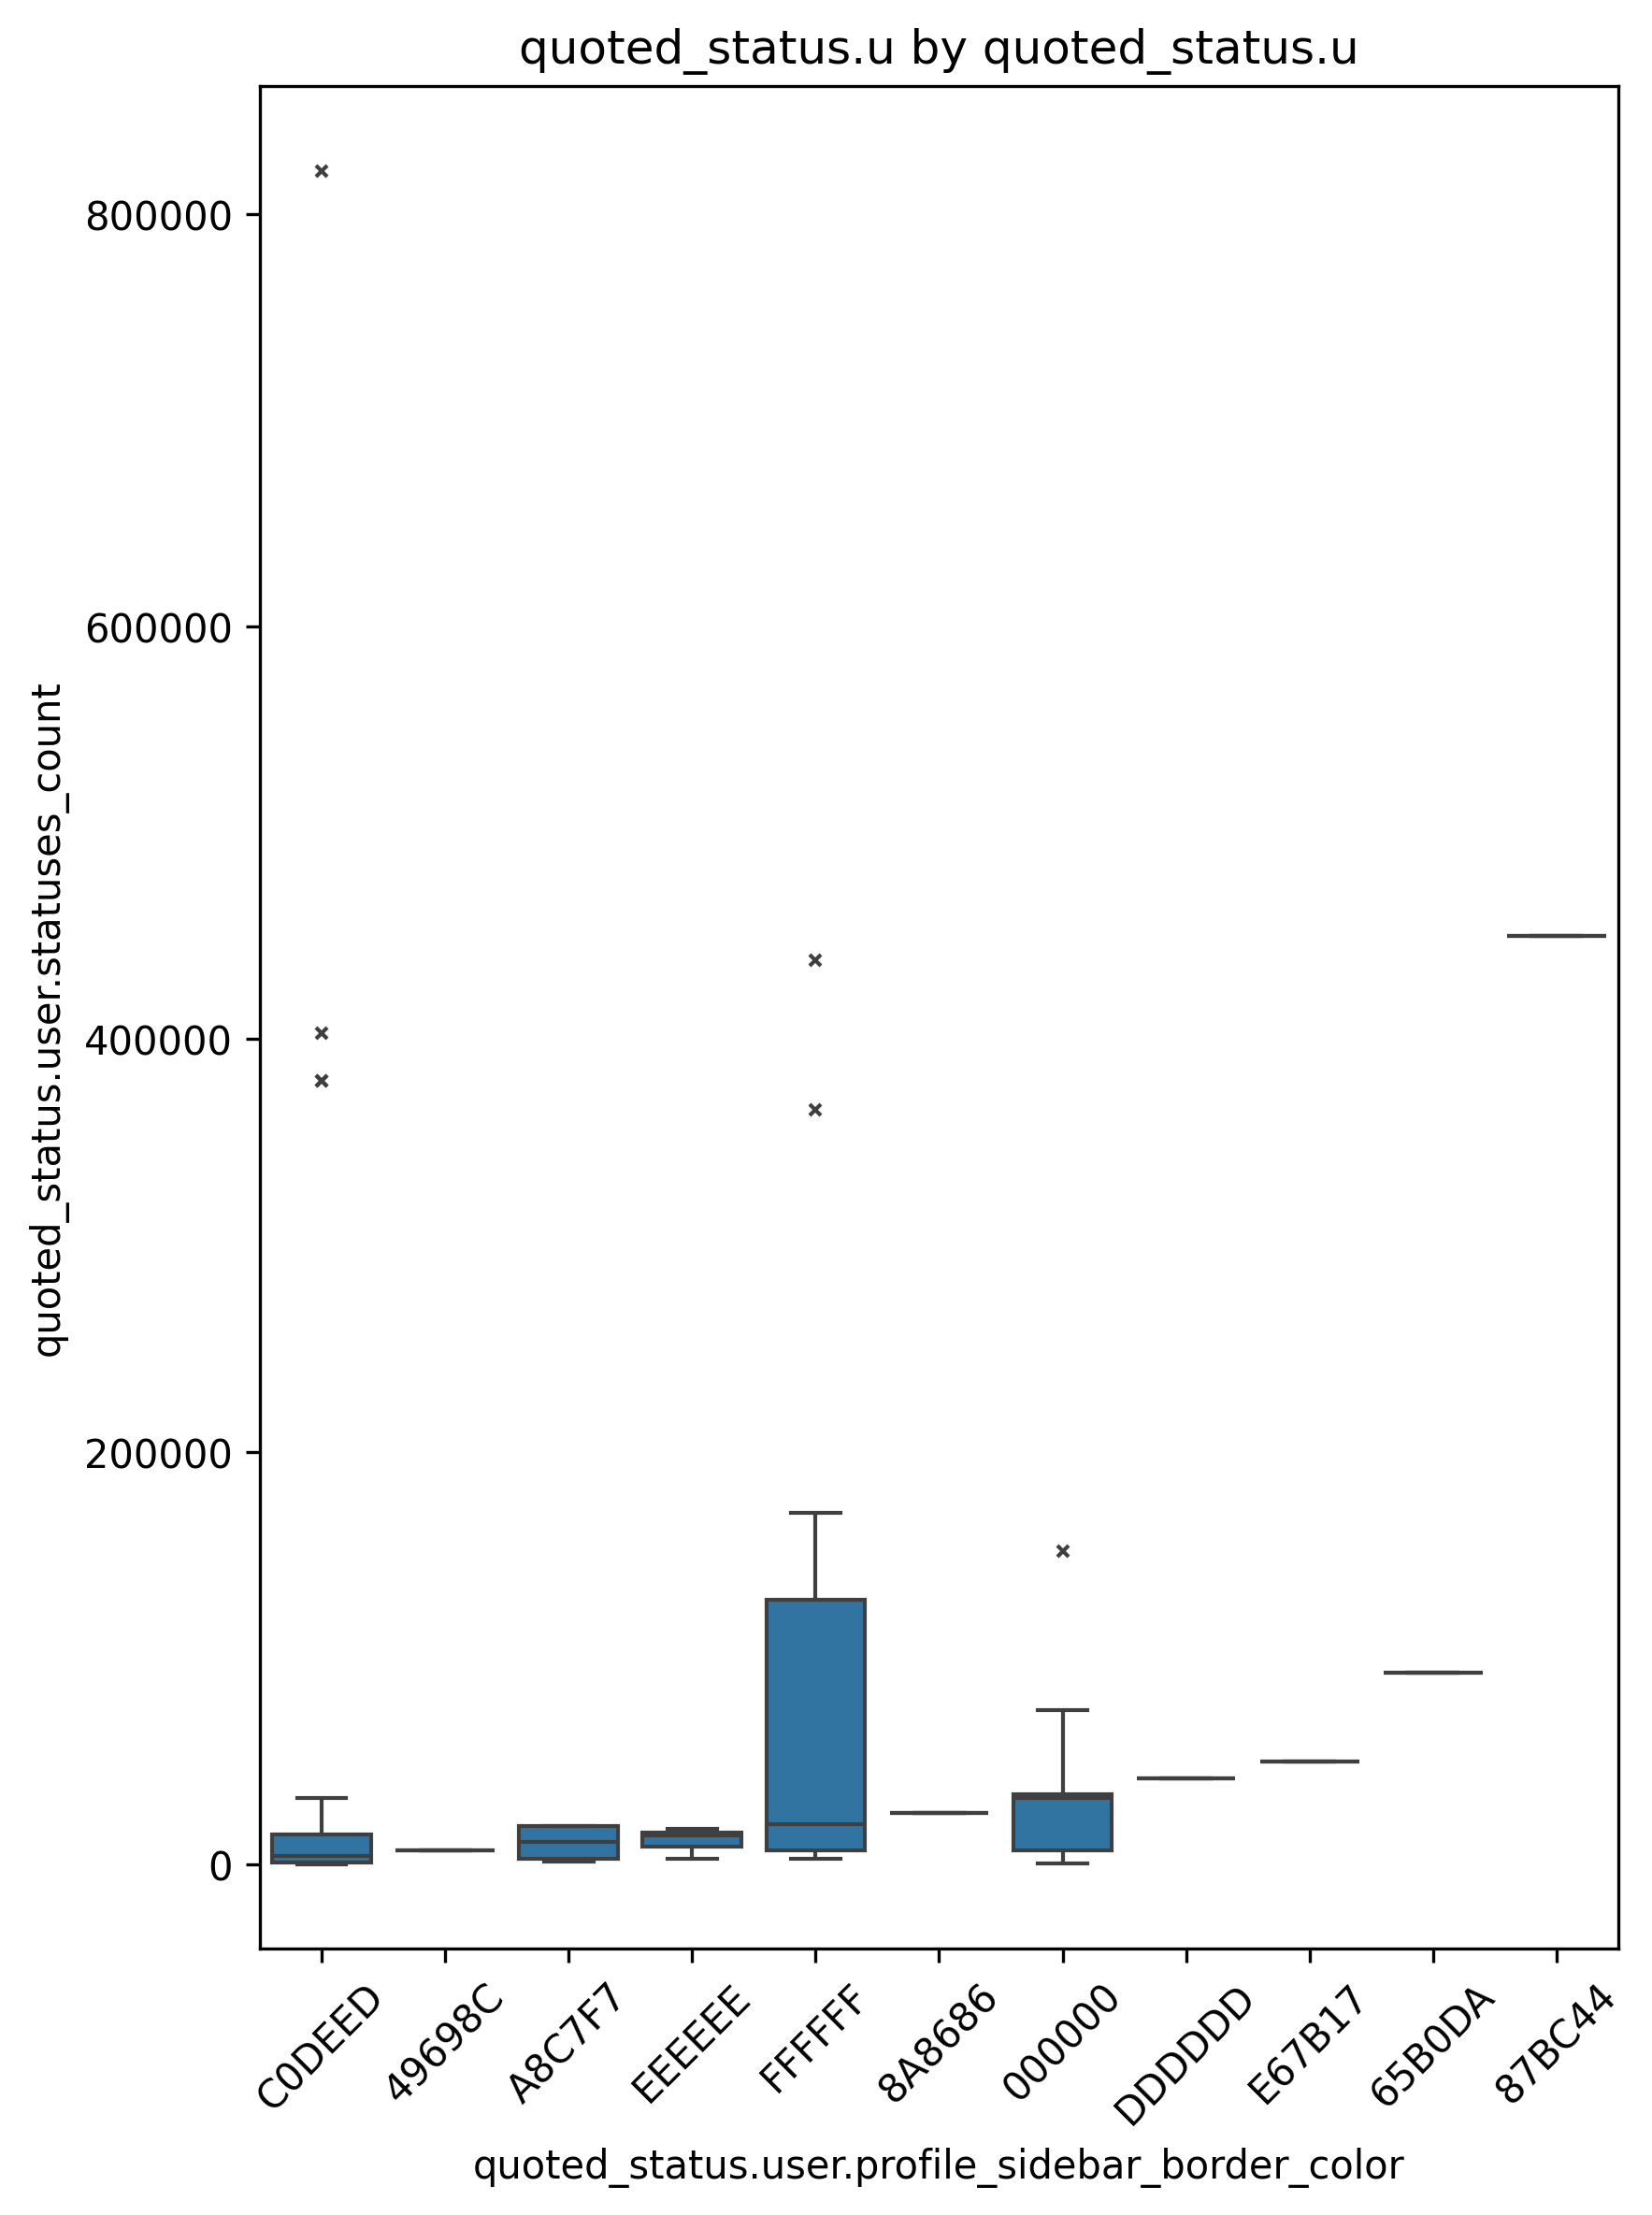 quoted_status.u by quoted_status.u
quoted_status.user.statuses_count
800000
600000
400000
200000
0
C0DEED
49698C
A8C7F7
EEEEEE
FFFFFF
8A8686
000000
DDDDDD
E67B17
65B0DA
87BC44
quoted_status.user.profile_sidebar_border_color